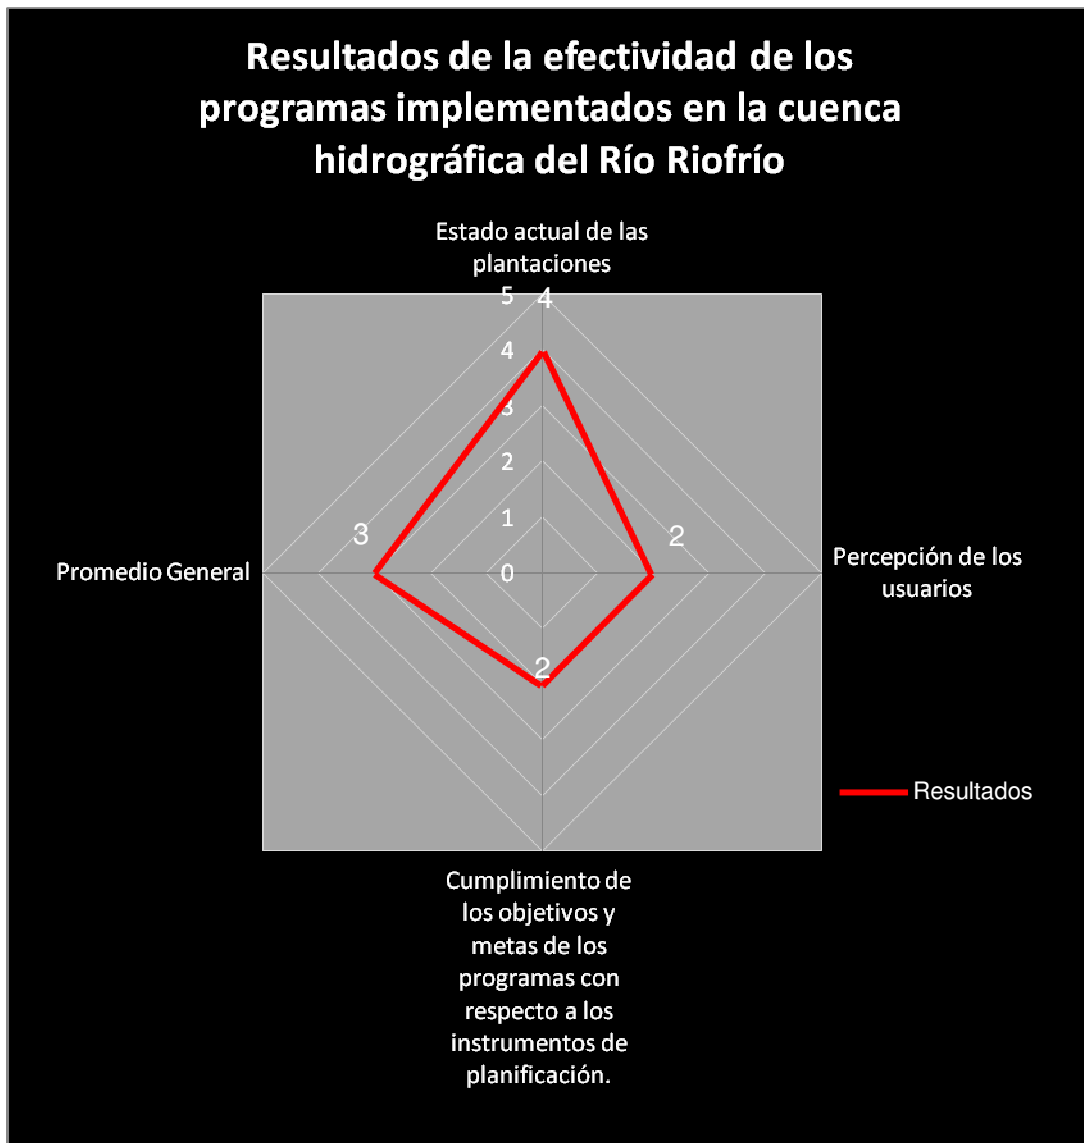 Resultados de la efectividad de los
programas implementados en la cuenca
hidrográfica del Río Riofrío
Estado actual de las
plantaciones
5
4
4
3
2
1
0
3
2
2
Promedio General
Percepción de los
usuarios
Resultados
Cumplimiento de
los objetivos y
metas de los
programas con
respecto a los
instrumentos de
planificación.